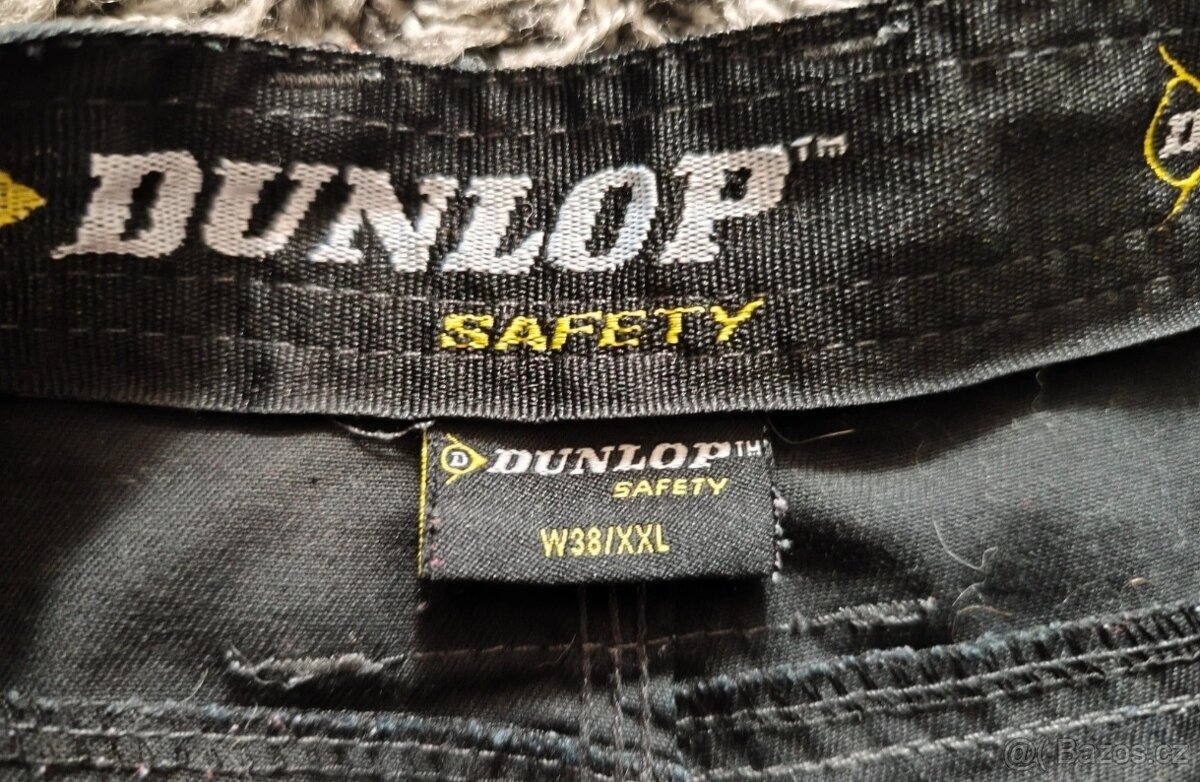 DUNLOP™
SAFETY
D
D DUNLOP™
SAFETY
W38/XXL
@( Bazos.cz